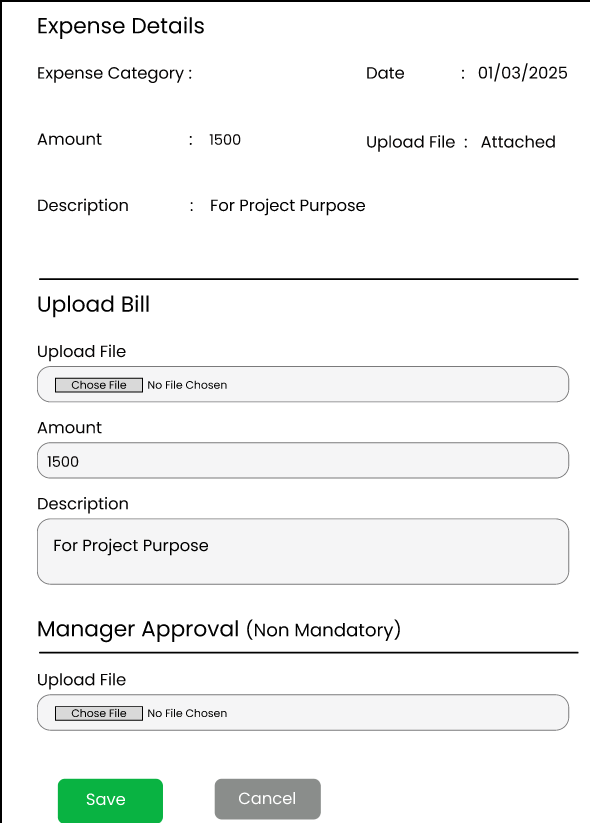 Expense Details
Expense Category : Date : 01/03/2025
Amount : 1500 Upload File : Attached
Description : For Project Purpose
Upload Bill
Upload File
Chose File No File Chosen
Amount
1500
Description
For Project Purpose
Manager Approval (Non Mandatory)
Upload File
Chose File No File Chosen
Save Cancel